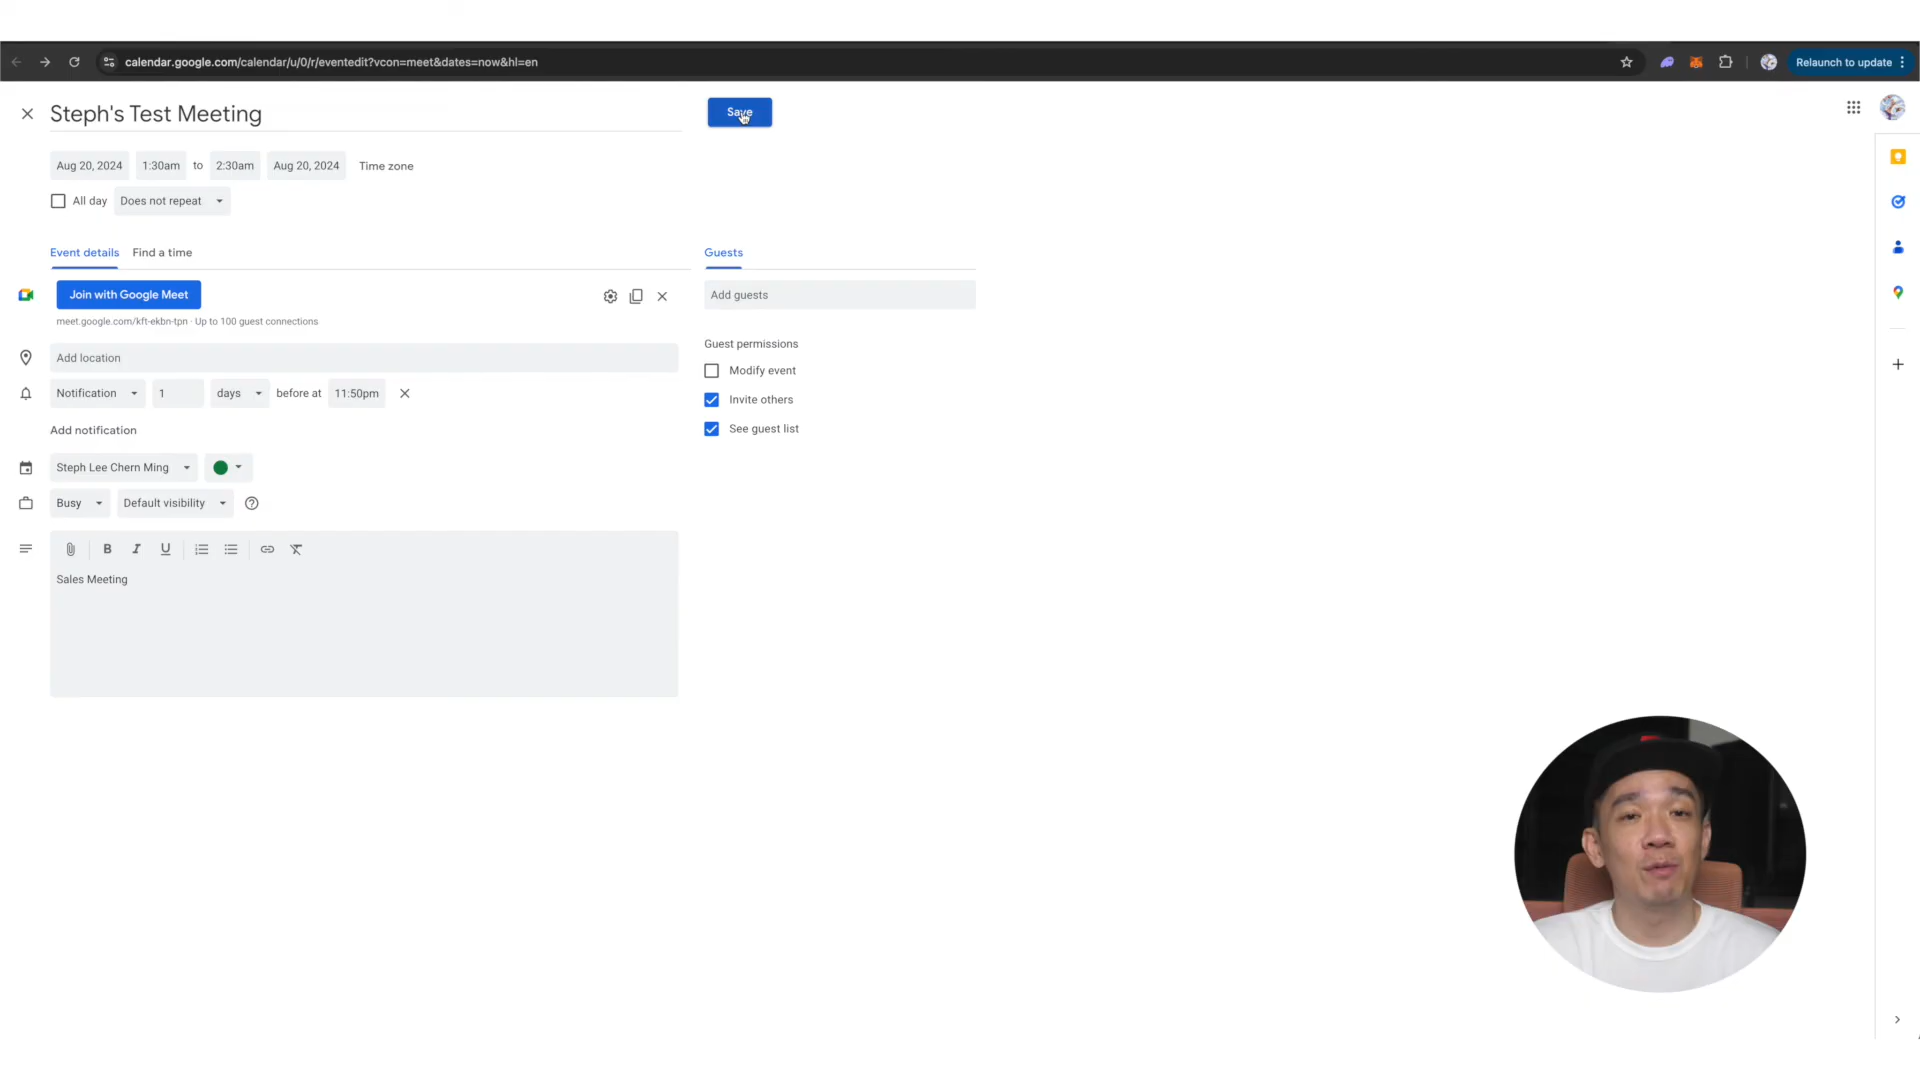 calendar.google.com/calendar/u/0/r/eventedit?vcon=meet&dates=now&hl=en
Relaunch to update
Steph's Test Meeting
Save
Aug 20, 2024 1:30am to 2:30am Aug 20, 2024 Time zone
All day Does not repeat
Event details Find a time
Guests
Join with Google Meet
Add guests
meet.google.com/kft-ekbn-tpn · Up to 100 guest connections
Guest permissions
Add location
Modify event
Notification 1 days before at 11:50pm
Invite others
Add notification
See guest list
Steph Lee Chern Ming
Busy Default visibility
B I U
Sales Meeting